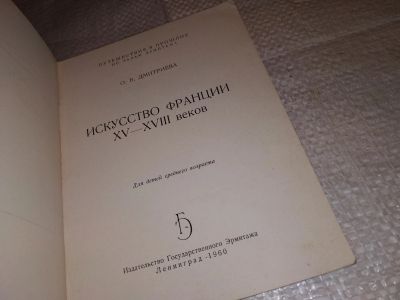 ПУТЕШЕСТВИЯ В ПРОШЛОЕ
ПО ЗАЛАМ ЭРМИТАЖА
О. В. ДМИТРИЕВА
ИСКУССТВО ФРАНЦИИ
XV—XVIII веков
Для детей среднего возраста
ГЭ
Издательство Государственного Эрмитажа
Ленинград · 1960